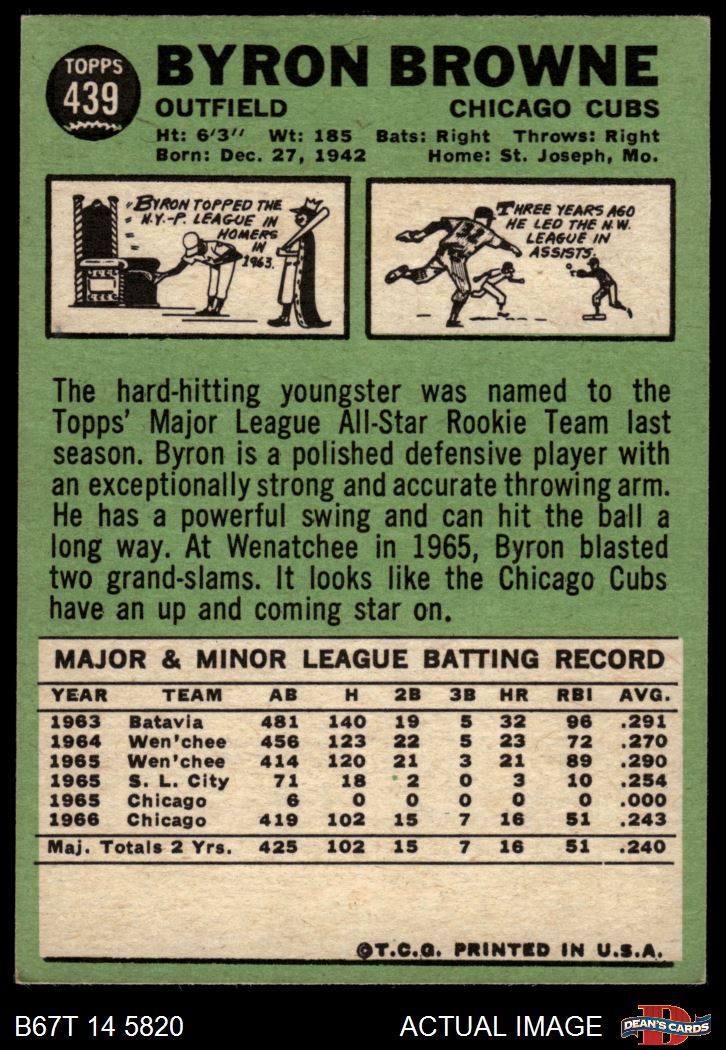 TOPPS
439
BYRON BROWNE
OUTFIELD CHICAGO CUBS
Ht: 6'3" Wt: 185 Bats: Right Throws: Right
Born: Dec. 27, 1942 Home: St. Joseph, Mo.
BYRON TOPPED THE
N.Y.-P. LEAGUE IN
HOMERS
IN
1963.
THREE YEARS AGO
HE LED THE N.W.
LEAGUE IN
ASSISTS.
The hard-hitting youngster was named to the
Topps' Major League All-Star Rookie Team last
season. Byron is a polished defensive player with
an exceptionally strong and accurate throwing arm.
He has a powerful swing and can hit the ball a
long way. At Wenatchee in 1965, Byron blasted
two grand-slams. It looks like the Chicago Cubs
have an up and coming star on.
MAJOR & MINOR LEAGUE BATTING RECORD
YEAR TEAM AB H 2B 3B HR RBI AVG.
1963 Batavia 481 140 19 5 32 96 .291
1964 Wen'chee 456 123 22 5 23 72 .270
1965 Wen'chee 414 120 21 3 21 89 .290
1965 S. L. City 71 18 2 0 3 10 .254
1965 Chicago 6 0 0 0 0 0 .000
1966 Chicago 419 102 15 7 16 51 .243
Maj. Totals 2 Yrs. 425 102 15 7 16 51 .240
©T.C.G. PRINTED IN U.S.A.
B67T 14 5820 ACTUAL IMAGE
D
DEAN'S CARDS